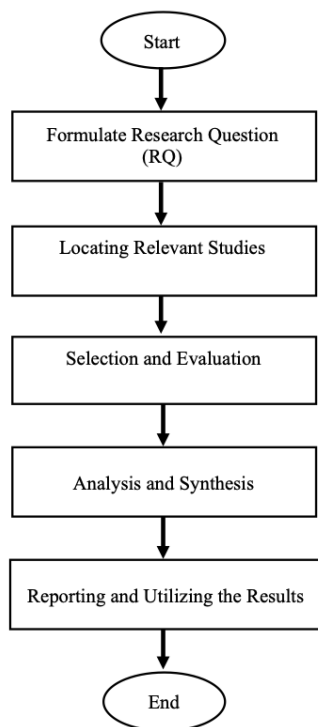 Start
Formulate Research Question
(RQ)
Locating Relevant Studies
Selection and Evaluation
Analysis and Synthesis
Reporting and Utilizing the Results
End